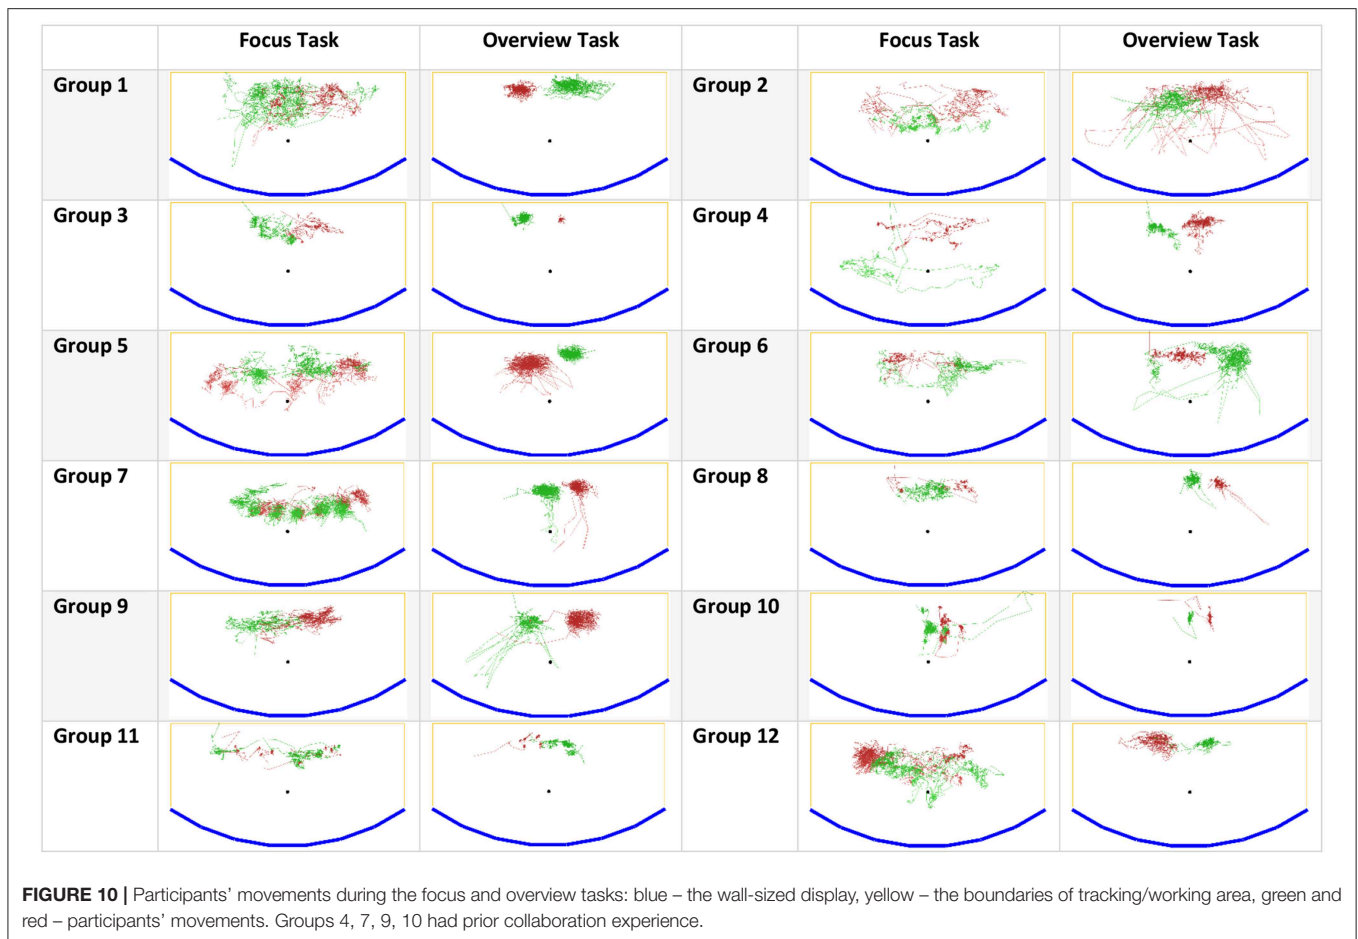 Focus Task Overview Task Focus Task Overview Task
Group 1 Group 2
Group 3 Group 4
Group 5 Group 6
Group 7 Group 8
Group 9 Group 10
Group 11 Group 12
FIGURE 10 | Participants’ movements during the focus and overview tasks: blue – the wall-sized display, yellow – the boundaries of tracking/working area, green and
red – participants’ movements. Groups 4, 7, 9, 10 had prior collaboration experience.